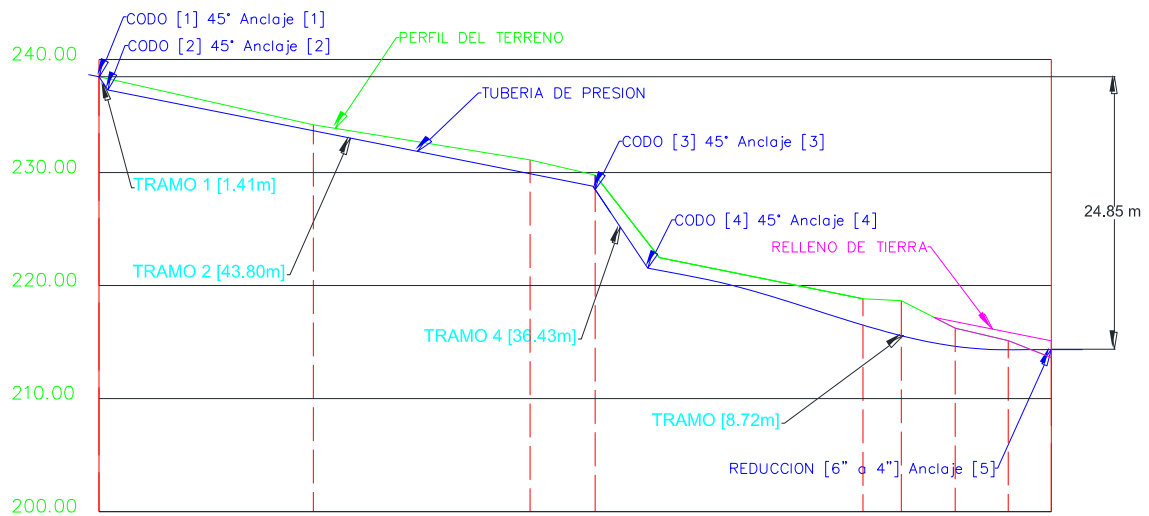 CODO [1] 45° Anclaje [1]
CODO [2] 45° Anclaje [2]
PERFIL DEL TERRENO
240.00
TUBERIA DE PRESION
CODO [3] 45° Anclaje [3]
230.00
TRAMO 1 [1.41m]
24.85 m
CODO [4] 45° Anclaje [4]
RELLENO DE TIERRA
TRAMO 2 [43.80m]
220.00
TRAMO 4 [36.43m]
210.00
TRAMO [8.72m]
REDUCCION [6" a 4"] Anclaje [5]
200.00